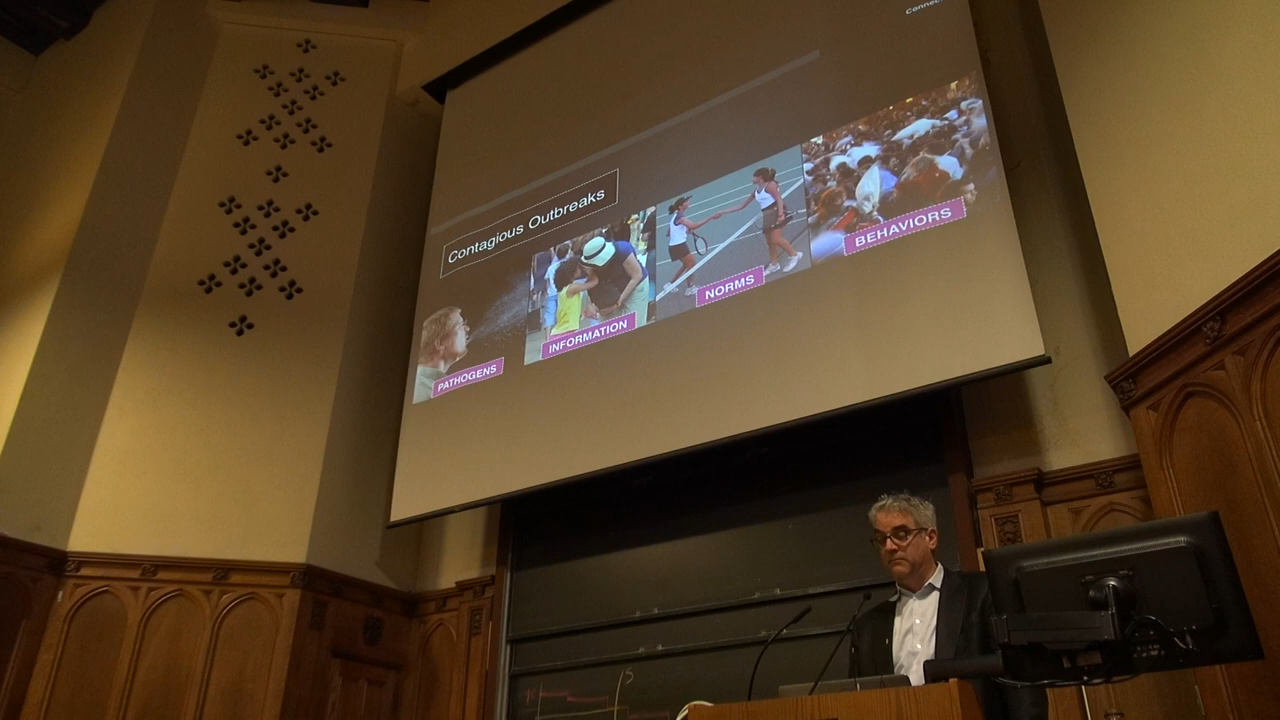 Contagious Outbreaks
PATHOGENS
INFORMATION
NORMS
BEHAVIORS